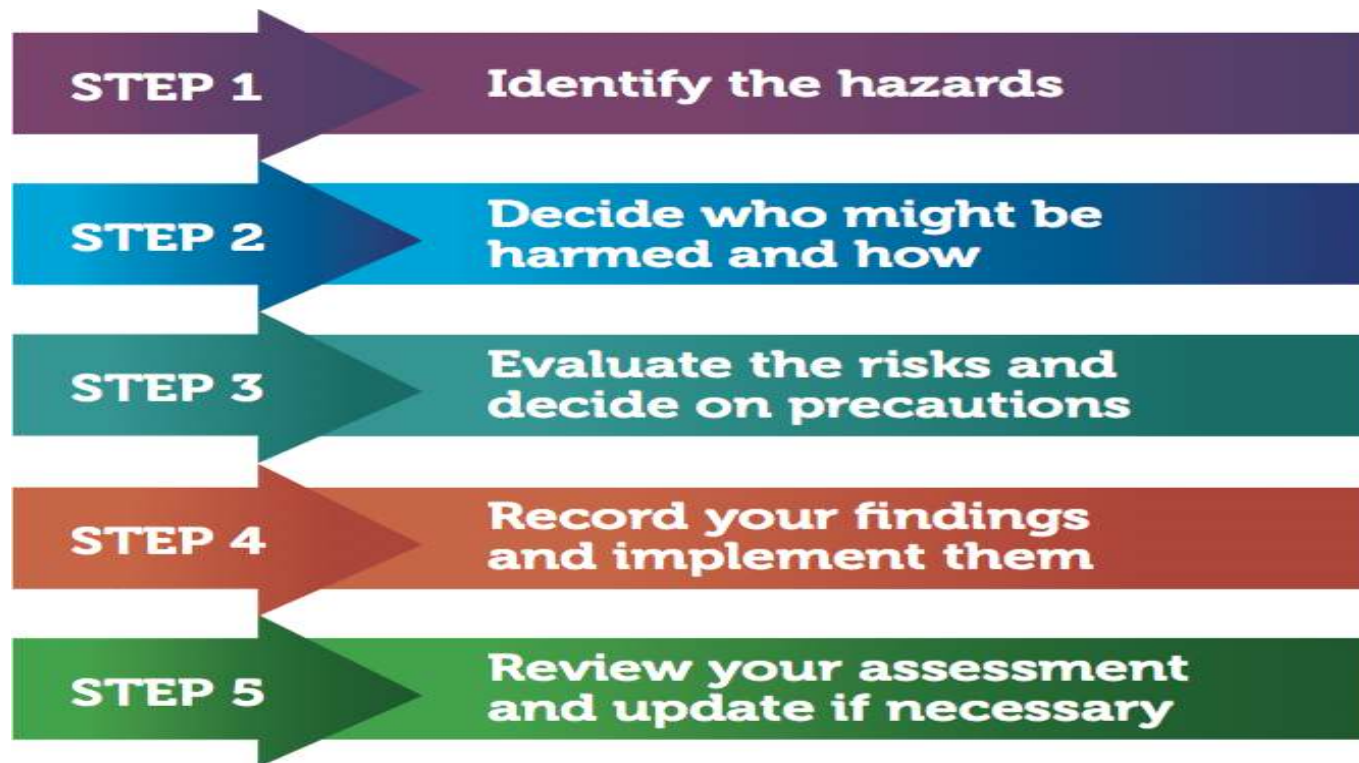 STEP 1
Identify the hazards
STEP 2
Decide who might be
harmed and how
STEP 3
Evaluate the risks and
decide on precautions
STEP 4
Record your findings
and implement them
STEP 5
Review your assessment
and update if necessary